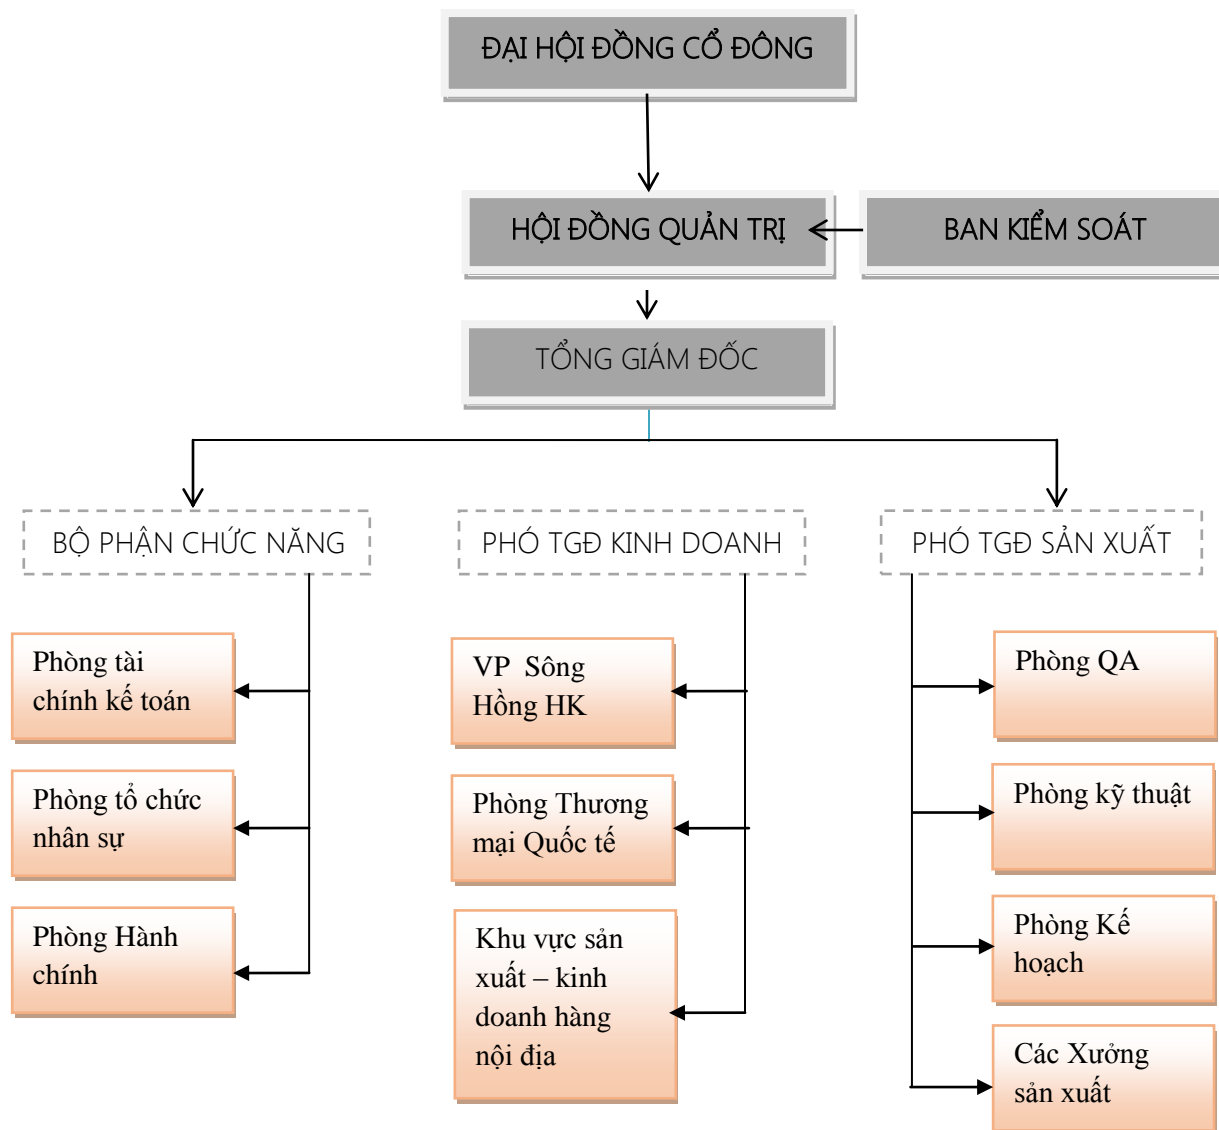 ĐẠI HỘI ĐỒNG CỔ ĐÔNG
HỘI ĐỒNG QUẢN TRỊ
BAN KIỂM SOÁT
TỔNG GIÁM ĐỐC
BỘ PHẬN CHỨC NĂNG
PHÓ TGĐ KINH DOANH
PHÓ TGĐ SẢN XUẤT
Phòng tài
chính kế toán
Phòng tổ chức
nhân sự
Phòng Hành
chính
VP Sông
Hồng HK
Phòng Thương
mại Quốc tế
Khu vực sản
xuất – kinh
doanh hàng
nội địa
Phòng QA
Phòng kỹ thuật
Phòng Kế
hoạch
Các Xưởng
sản xuất